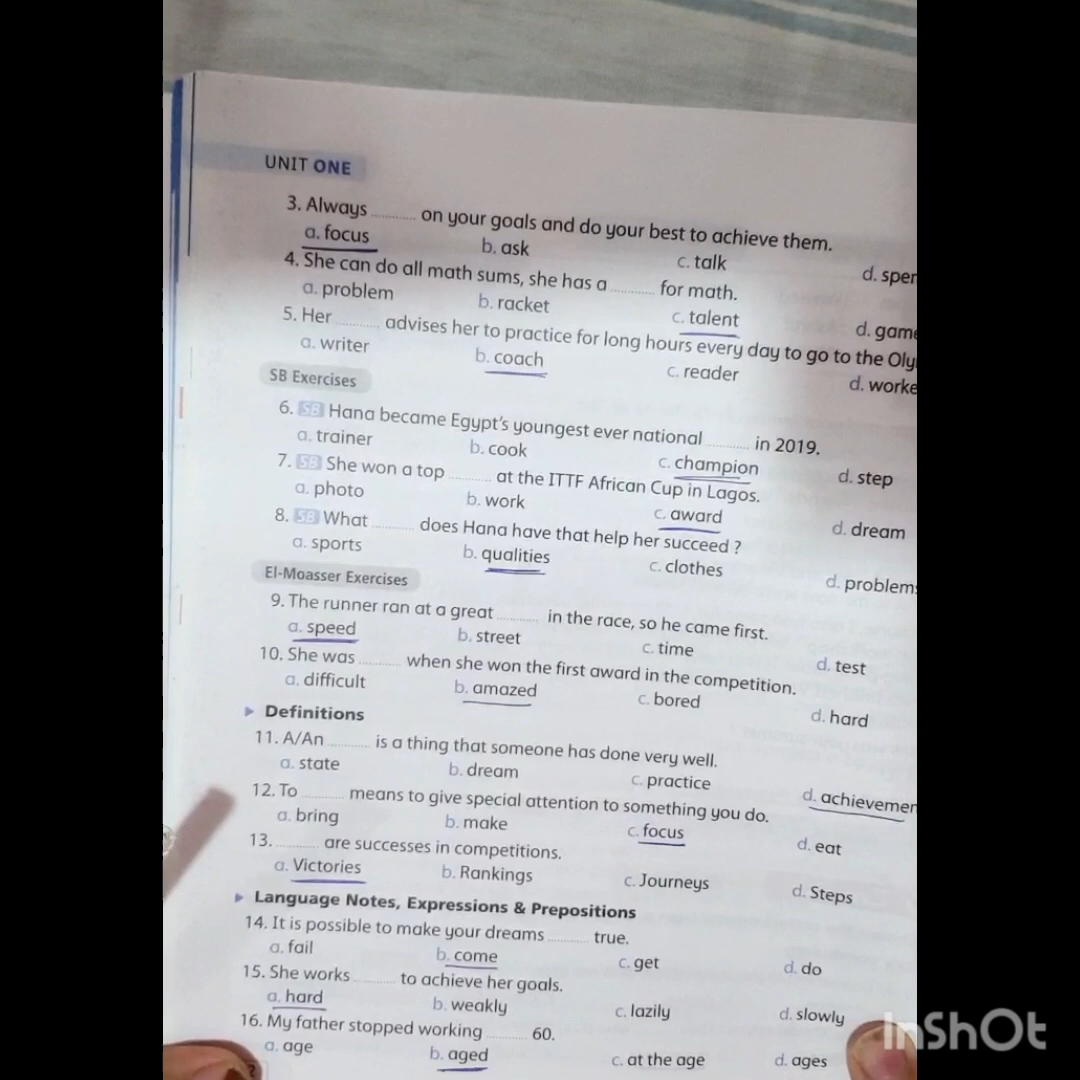 UNIT ONE
3. Always ........... on your goals and do your best to achieve them.
a. focus b. ask c. talk d. sper
4. She can do all math sums, she has a ........... for math.
a. problem b. racket c. talent d. game
5. Her ........... advises her to practice for long hours every day to go to the Oly
a. writer b. coach c. reader d. worke
SB Exercises
6. SB Hana became Egypt's youngest ever national ........... in 2019.
a. trainer b. cook c. champion d. step
7. SB She won a top ........... at the ITTF African Cup in Lagos.
a. photo b. work c. award d. dream
8. SB What ........... does Hana have that help her succeed ?
a. sports b. qualities c. clothes d. problems
El-Moasser Exercises
9. The runner ran at a great ........... in the race, so he came first.
a. speed b. street c. time d. test
10. She was ........... when she won the first award in the competition.
a. difficult b. amazed c. bored d. hard
Definitions
11. A/An ........... is a thing that someone has done very well.
a. state b. dream c. practice d. achievemen
12. To ........... means to give special attention to something you do.
a. bring b. make c. focus d. eat
13. ........... are successes in competitions.
a. Victories b. Rankings c. Journeys d. Steps
Language Notes, Expressions & Prepositions
14. It is possible to make your dreams ........... true.
a. fail b. come c. get d. do
15. She works ........... to achieve her goals.
a. hard b. weakly c. lazily d. slowly
16. My father stopped working ........... 60.
a. age b. aged c. at the age d. ages
InShOt